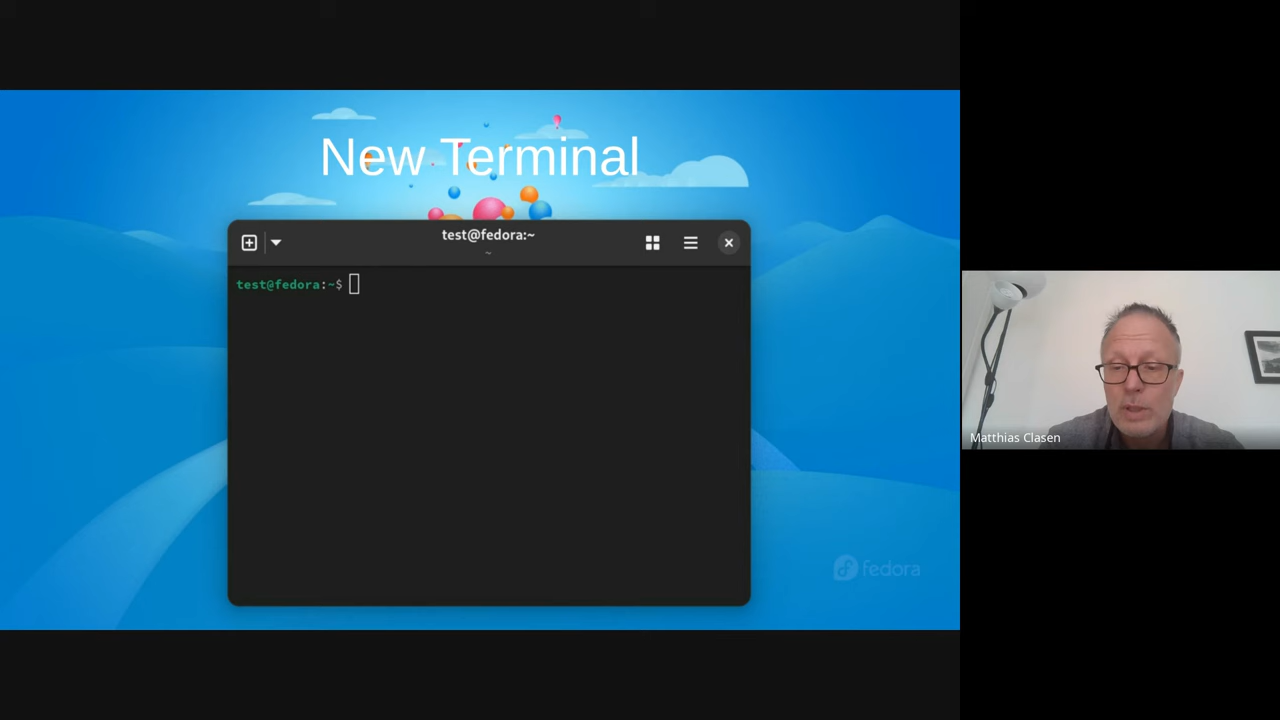 New Terminal
test@fedora:~
~
test@fedora:~$
fedora
Matthias Clasen